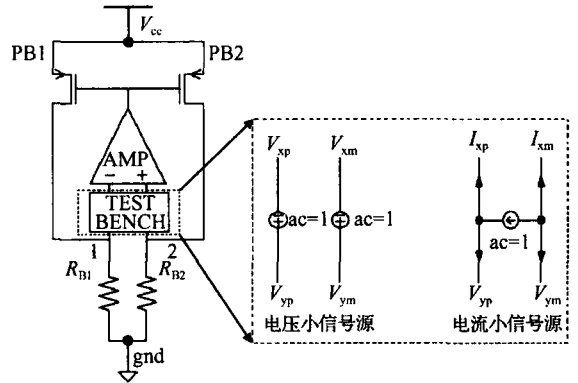 Vcc
PB1
PB2
AMP
− +
TEST
BENCH
1
2
RB1
RB2
gnd
Vxp
Vxm
ac=1
ac=1
Vyp
Vym
电压小信号源
Ixp
Ixm
ac=1
Vyp
Vym
电流小信号源